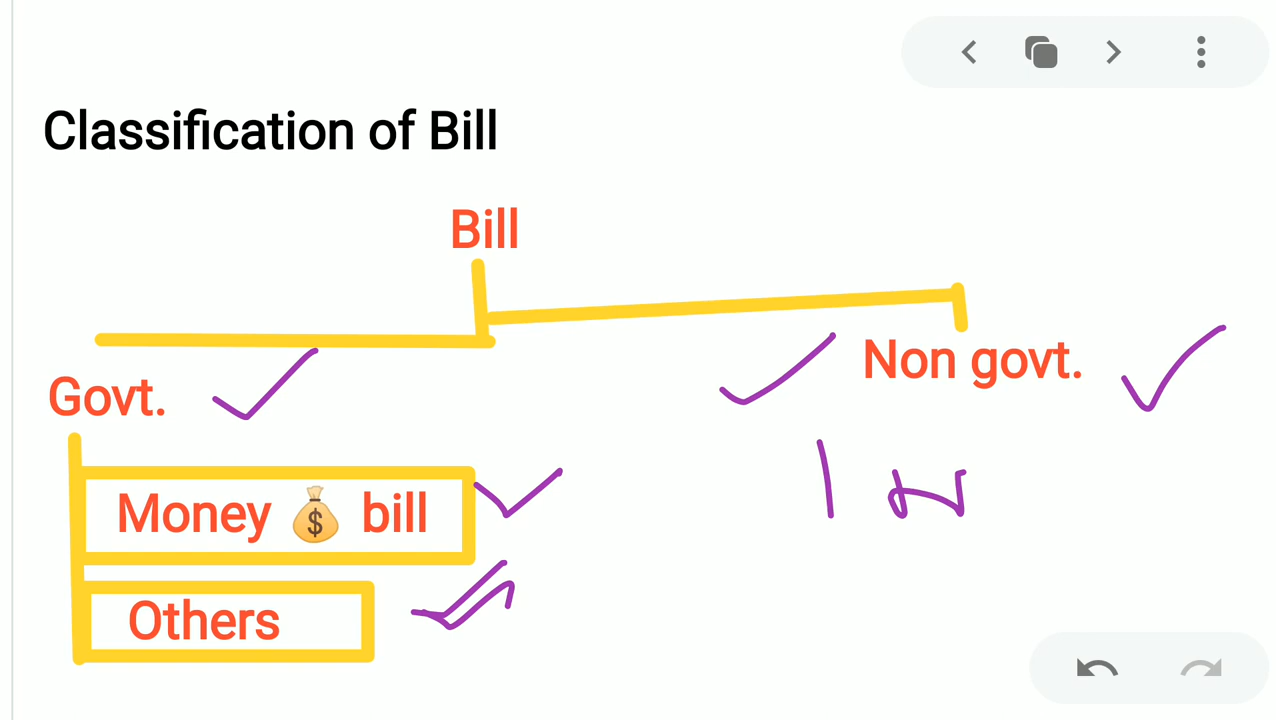 Classification of Bill
Bill
Govt.
Non govt.
Money 💰 bill
Others